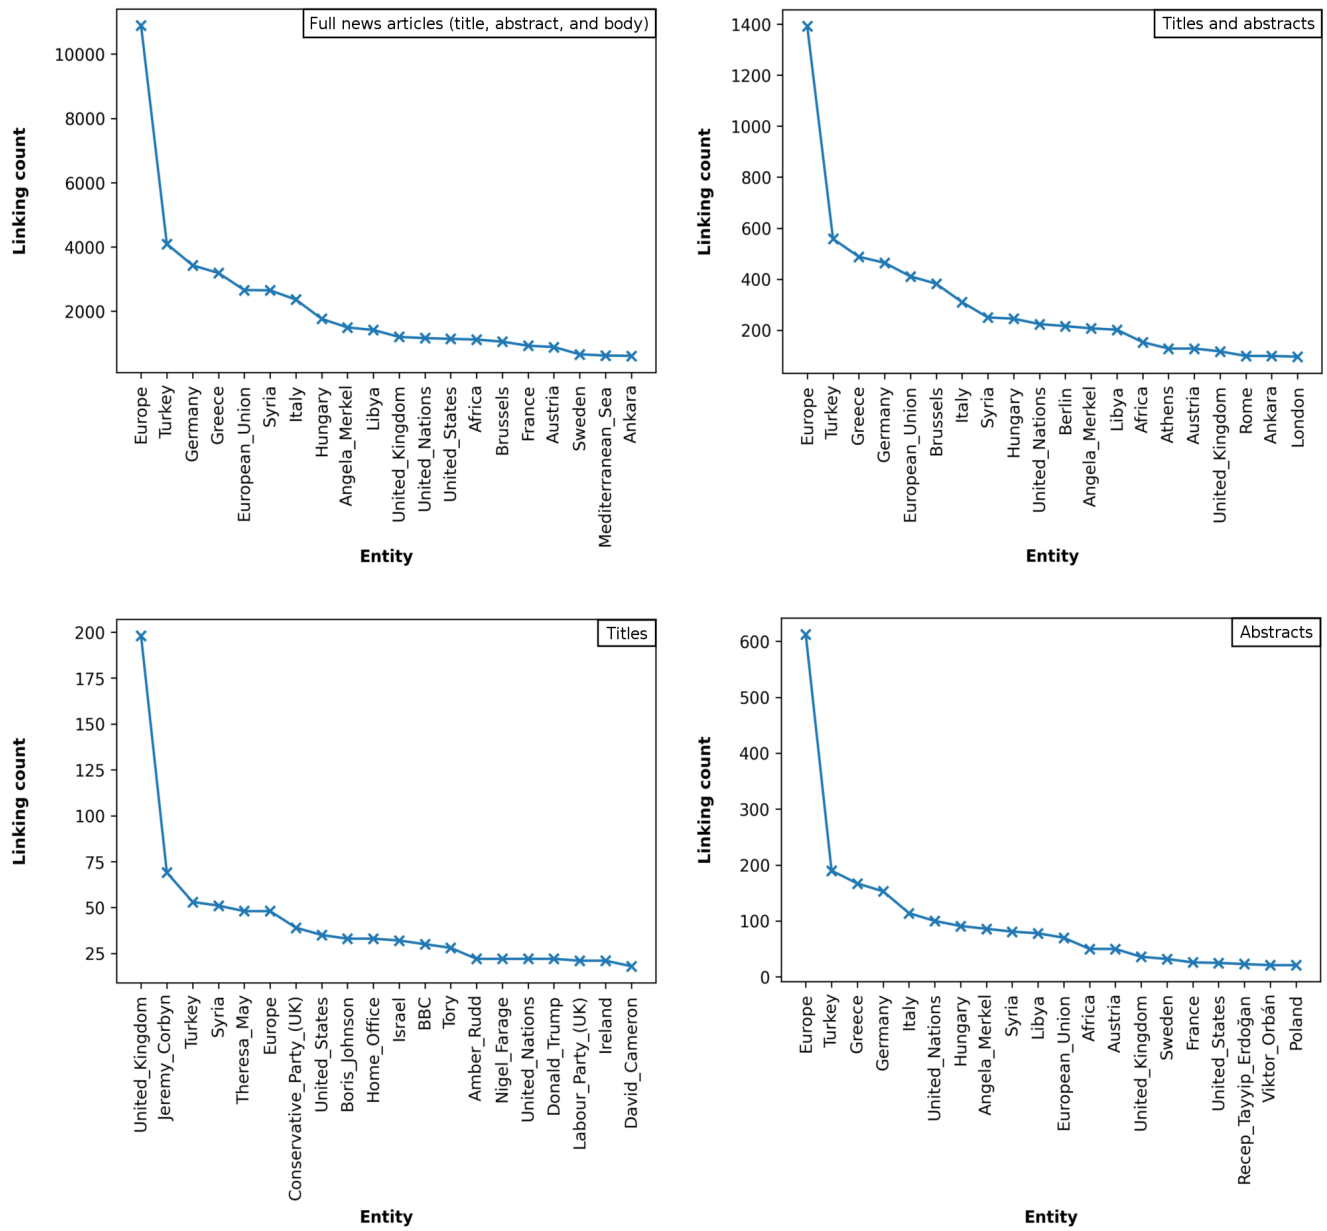 Full news articles (title, abstract, and body)
Linking count
10000
8000
6000
4000
2000
Europe
Turkey
Germany
Greece
European_Union
Syria
Italy
Hungary
Angela_Merkel
Libya
United_Kingdom
United_Nations
United_States
Africa
Brussels
France
Austria
Sweden
Mediterranean_Sea
Ankara
Entity
Titles and abstracts
Linking count
1400
1200
1000
800
600
400
200
Europe
Turkey
Greece
Germany
European_Union
Brussels
Italy
Syria
Hungary
United_Nations
Berlin
Angela_Merkel
Libya
Africa
Athens
Austria
United_Kingdom
Rome
Ankara
London
Entity
Titles
Linking count
200
175
150
125
100
75
50
25
United_Kingdom
Jeremy_Corbyn
Turkey
Syria
Theresa_May
Europe
Conservative_Party_(UK)
United_States
Boris_Johnson
Home_Office
Israel
BBC
Tory
Amber_Rudd
Nigel_Farage
United_Nations
Donald_Trump
Labour_Party_(UK)
Ireland
David_Cameron
Entity
Abstracts
Linking count
600
500
400
300
200
100
0
Europe
Turkey
Greece
Germany
Italy
United_Nations
Hungary
Angela_Merkel
Syria
Libya
European_Union
Africa
Austria
United_Kingdom
Sweden
France
United_States
Recep_Tayyip_Erdoğan
Viktor_Orbán
Poland
Entity